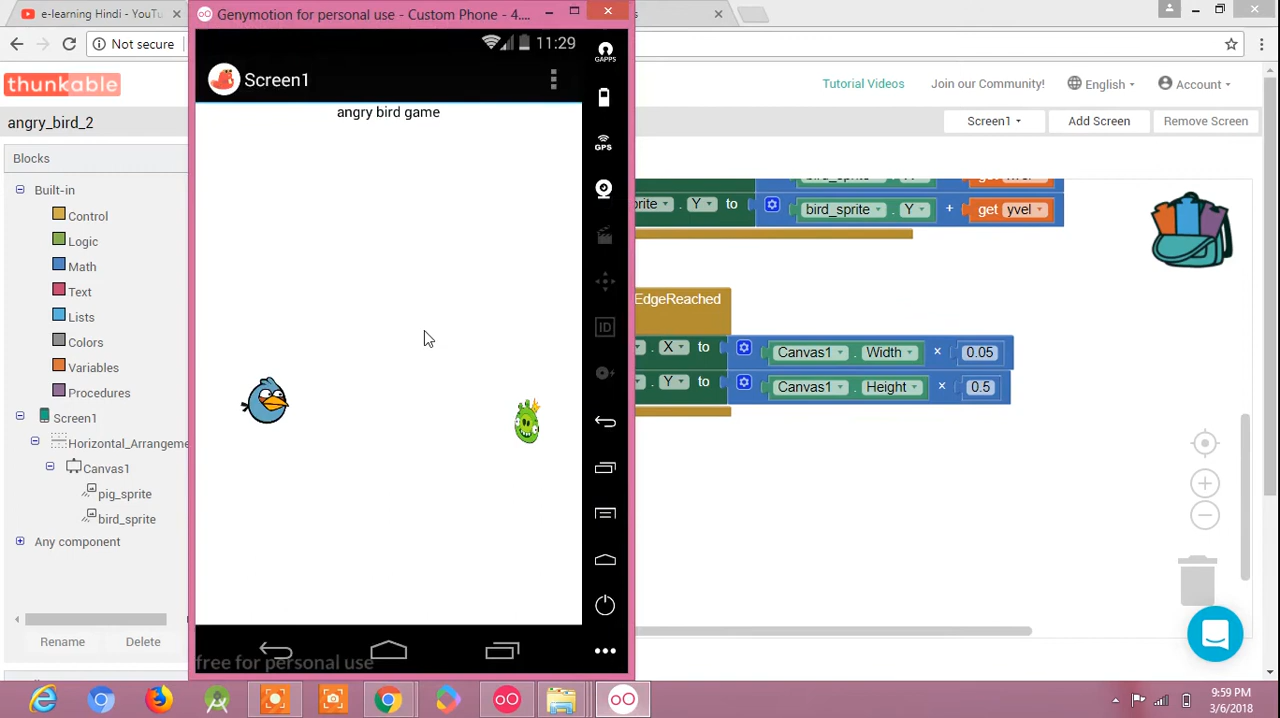 e-learning Hindi - YouTu
Genymotion for personal use - Custom Phone - 4....
Not secure
11:29
GAPPS
thunkable
Screen1
Tutorial Videos
Join our Community!
English
Account
angry_bird_2
angry bird game
Screen1
Add Screen
Remove Screen
Blocks
GPS
Built-in
Control
Logic
Math
Text
Lists
Colors
Variables
Procedures
Screen1
Horizontal_Arrangeme
Canvas1
pig_sprite
bird_sprite
Any component
Rename
Delete
Y
to
bird_sprite
Y
+
get
yvel
EdgeReached
X
to
Canvas1
Width
×
0.05
Y
to
Canvas1
Height
×
0.5
ID
free for personal use
9:59 PM
3/6/2018